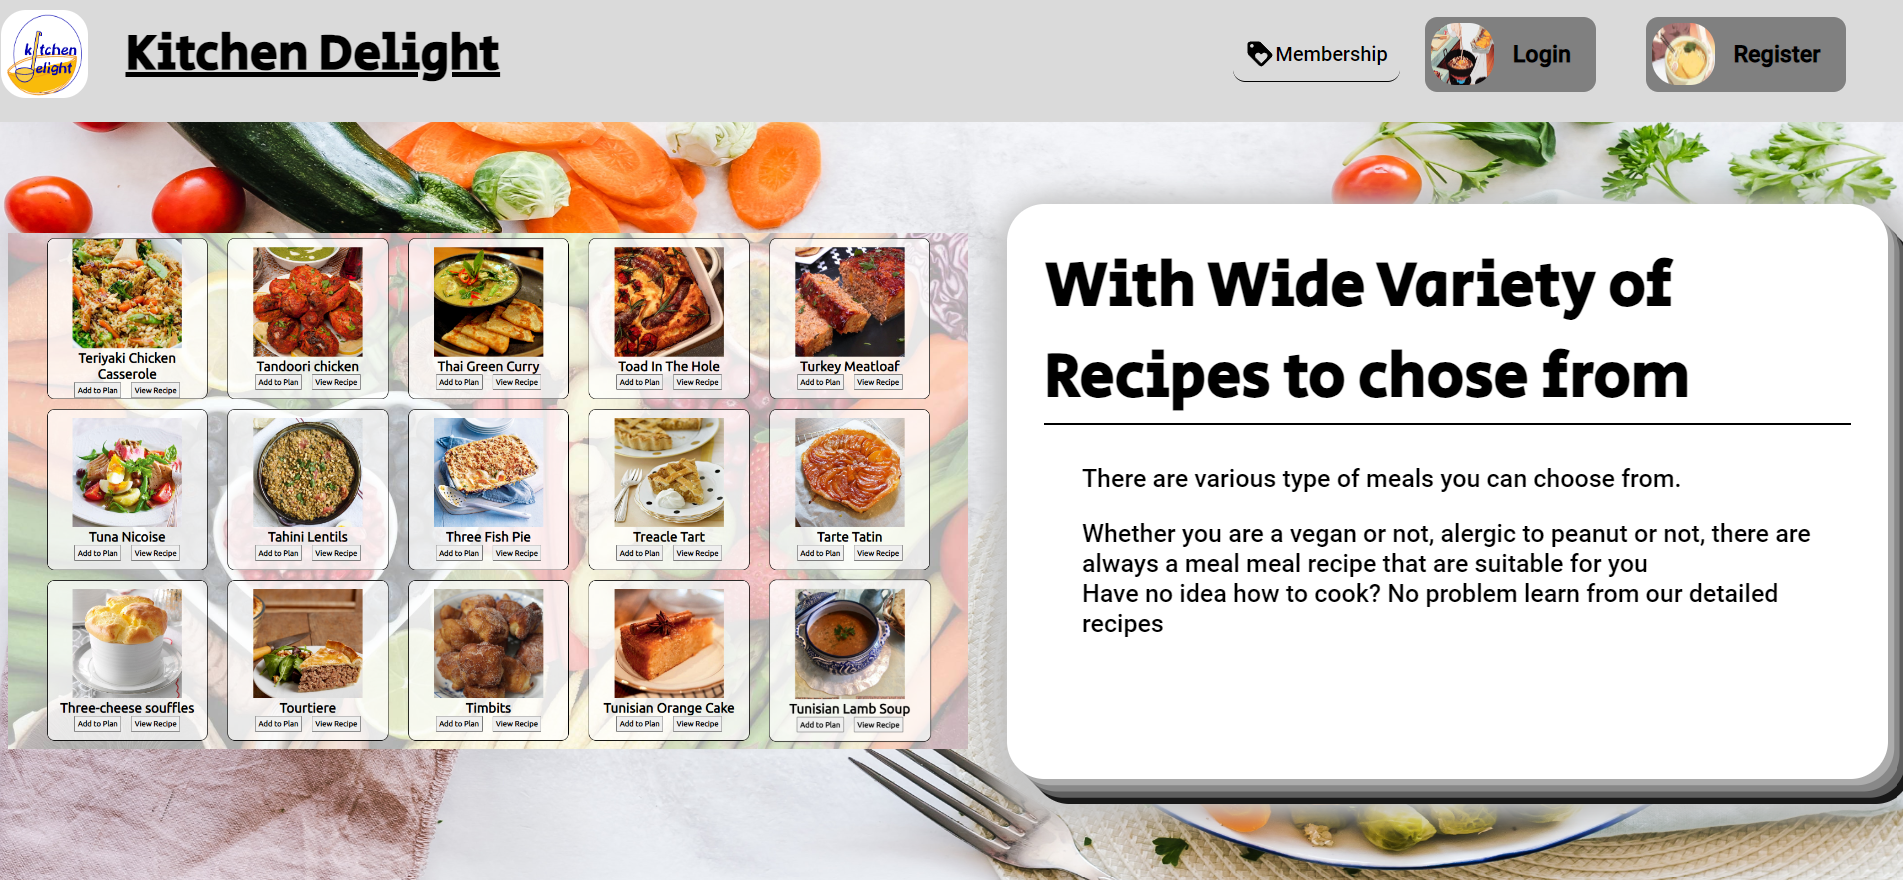 kitchen
delight
Kitchen Delight
Membership
Login
Register
Teriyaki Chicken
Casserole
Add to Plan View Recipe
Tandoori chicken
Add to Plan View Recipe
Thai Green Curry
Add to Plan View Recipe
Toad In The Hole
Add to Plan View Recipe
Turkey Meatloaf
Add to Plan View Recipe
Tuna Nicoise
Add to Plan View Recipe
Tahini Lentils
Add to Plan View Recipe
Three Fish Pie
Add to Plan View Recipe
Treacle Tart
Add to Plan View Recipe
Tarte Tatin
Add to Plan View Recipe
Three-cheese souffles
Add to Plan View Recipe
Tourtiere
Add to Plan View Recipe
Timbits
Add to Plan View Recipe
Tunisian Orange Cake
Add to Plan View Recipe
Tunisian Lamb Soup
Add to Plan View Recipe
With Wide Variety of
Recipes to chose from
There are various type of meals you can choose from.
Whether you are a vegan or not, alergic to peanut or not, there are
always a meal meal recipe that are suitable for you
Have no idea how to cook? No problem learn from our detailed
recipes